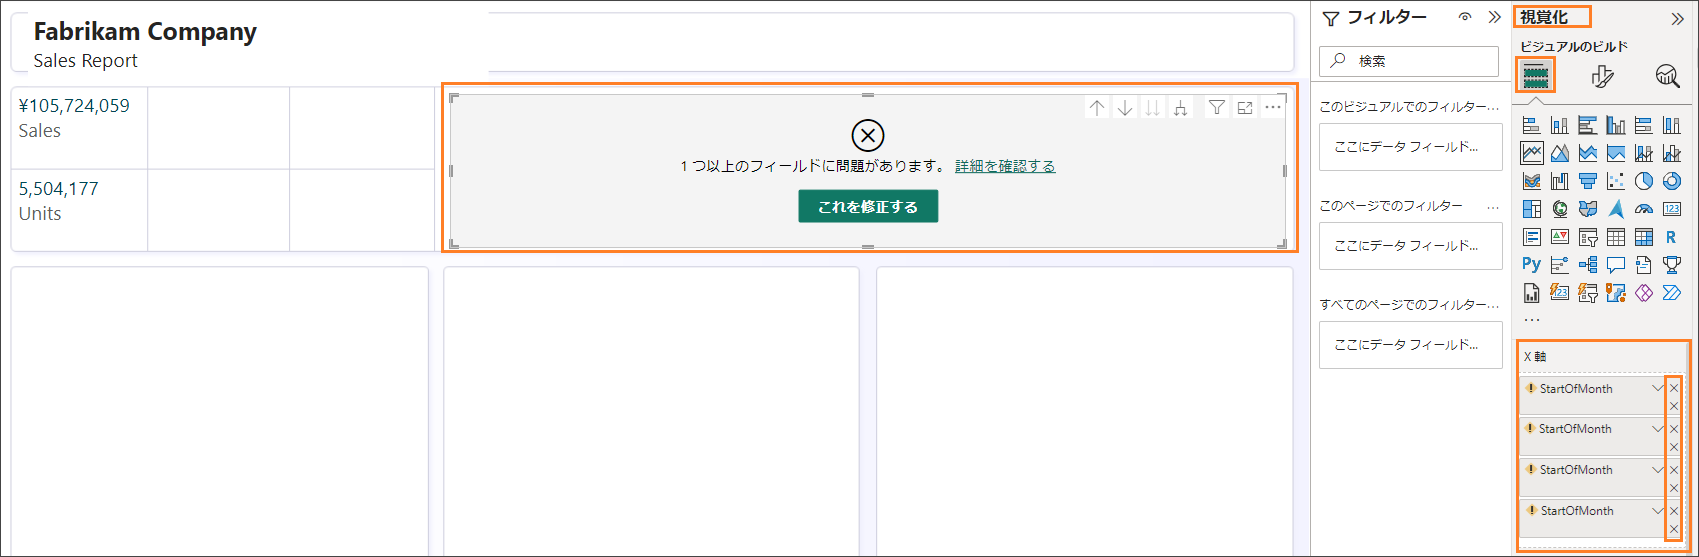 Fabrikam Company
Sales Report
¥105,724,059
Sales
5,504,177
Units
1 つ以上のフィールドに問題があります。 詳細を確認する
これを修正する
フィルター
検索
このビジュアルでのフィルター...
ここにデータ フィールド...
このページでのフィルター ...
ここにデータ フィールド...
すべてのページでのフィルター...
ここにデータ フィールド...
視覚化
ビジュアルのビルド
123
R
Py
123
...
X 軸
StartOfMonth
StartOfMonth
StartOfMonth
StartOfMonth